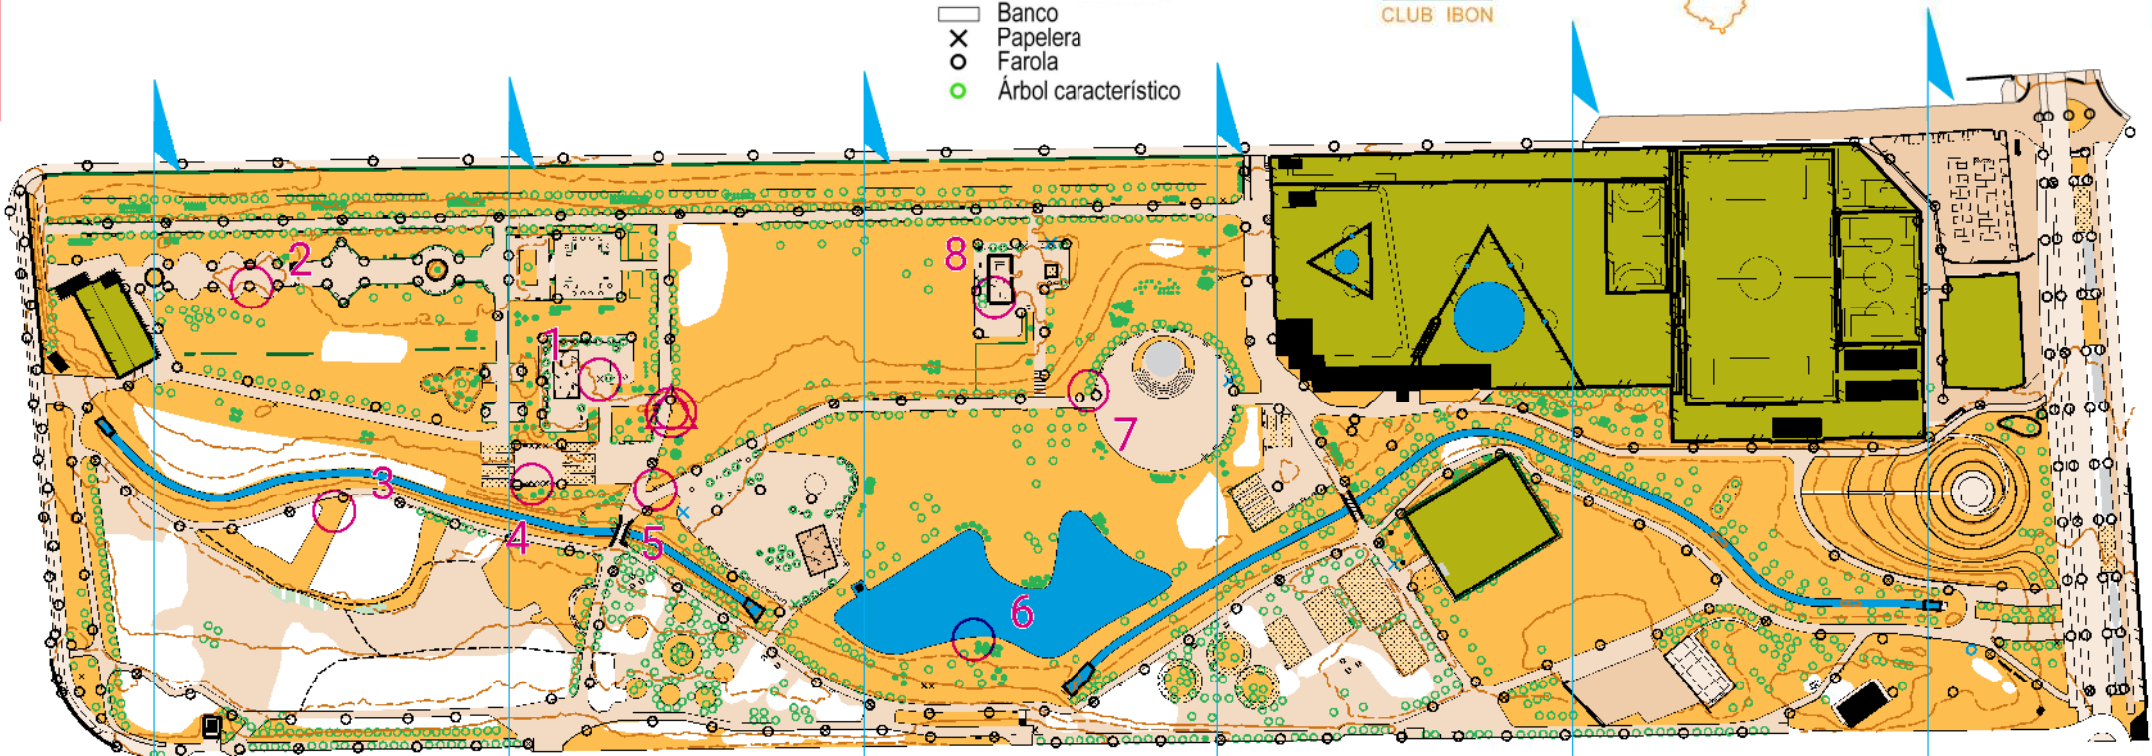 Banco
CLUB IBON
Papelera
Farola
Árbol característico
2
8
1
7
3
4
5
6